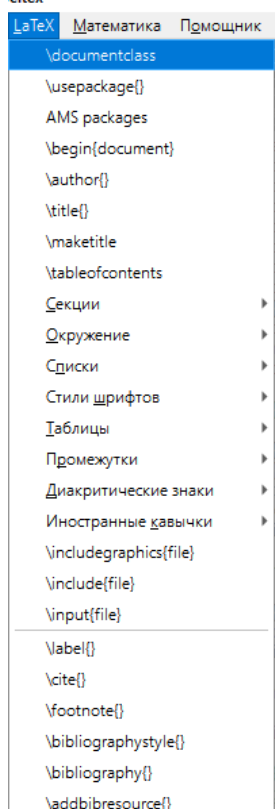 LaTeX Математика Помощник
\documentclass
\usepackage{}
AMS packages
\begin{document}
\author{}
\title{}
\maketitle
\tableofcontents
Секции
Окружение
Списки
Стили шрифтов
Таблицы
Промежутки
Диакритические знаки
Иностранные кавычки
\includegraphics{file}
\include{file}
\input{file}
\label{}
\cite{}
\footnote{}
\bibliographystyle{}
\bibliography{}
\addbibresource{}